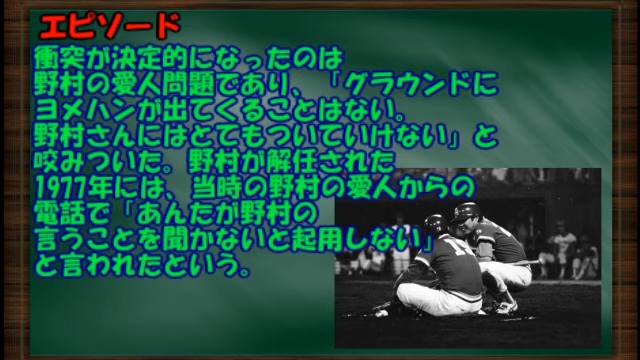 エピソード
衝突が決定的になったのは
野村の愛人問題であり、「グラウンドに
ヨメハンが出てくることはない。
野村さんにはとてもついていけない」と
咬みついた。野村が解任された
1977年には、当時の野村の愛人からの
電話で「あんたが野村の
言うことを聞かないと起用しない」
と言われたという。